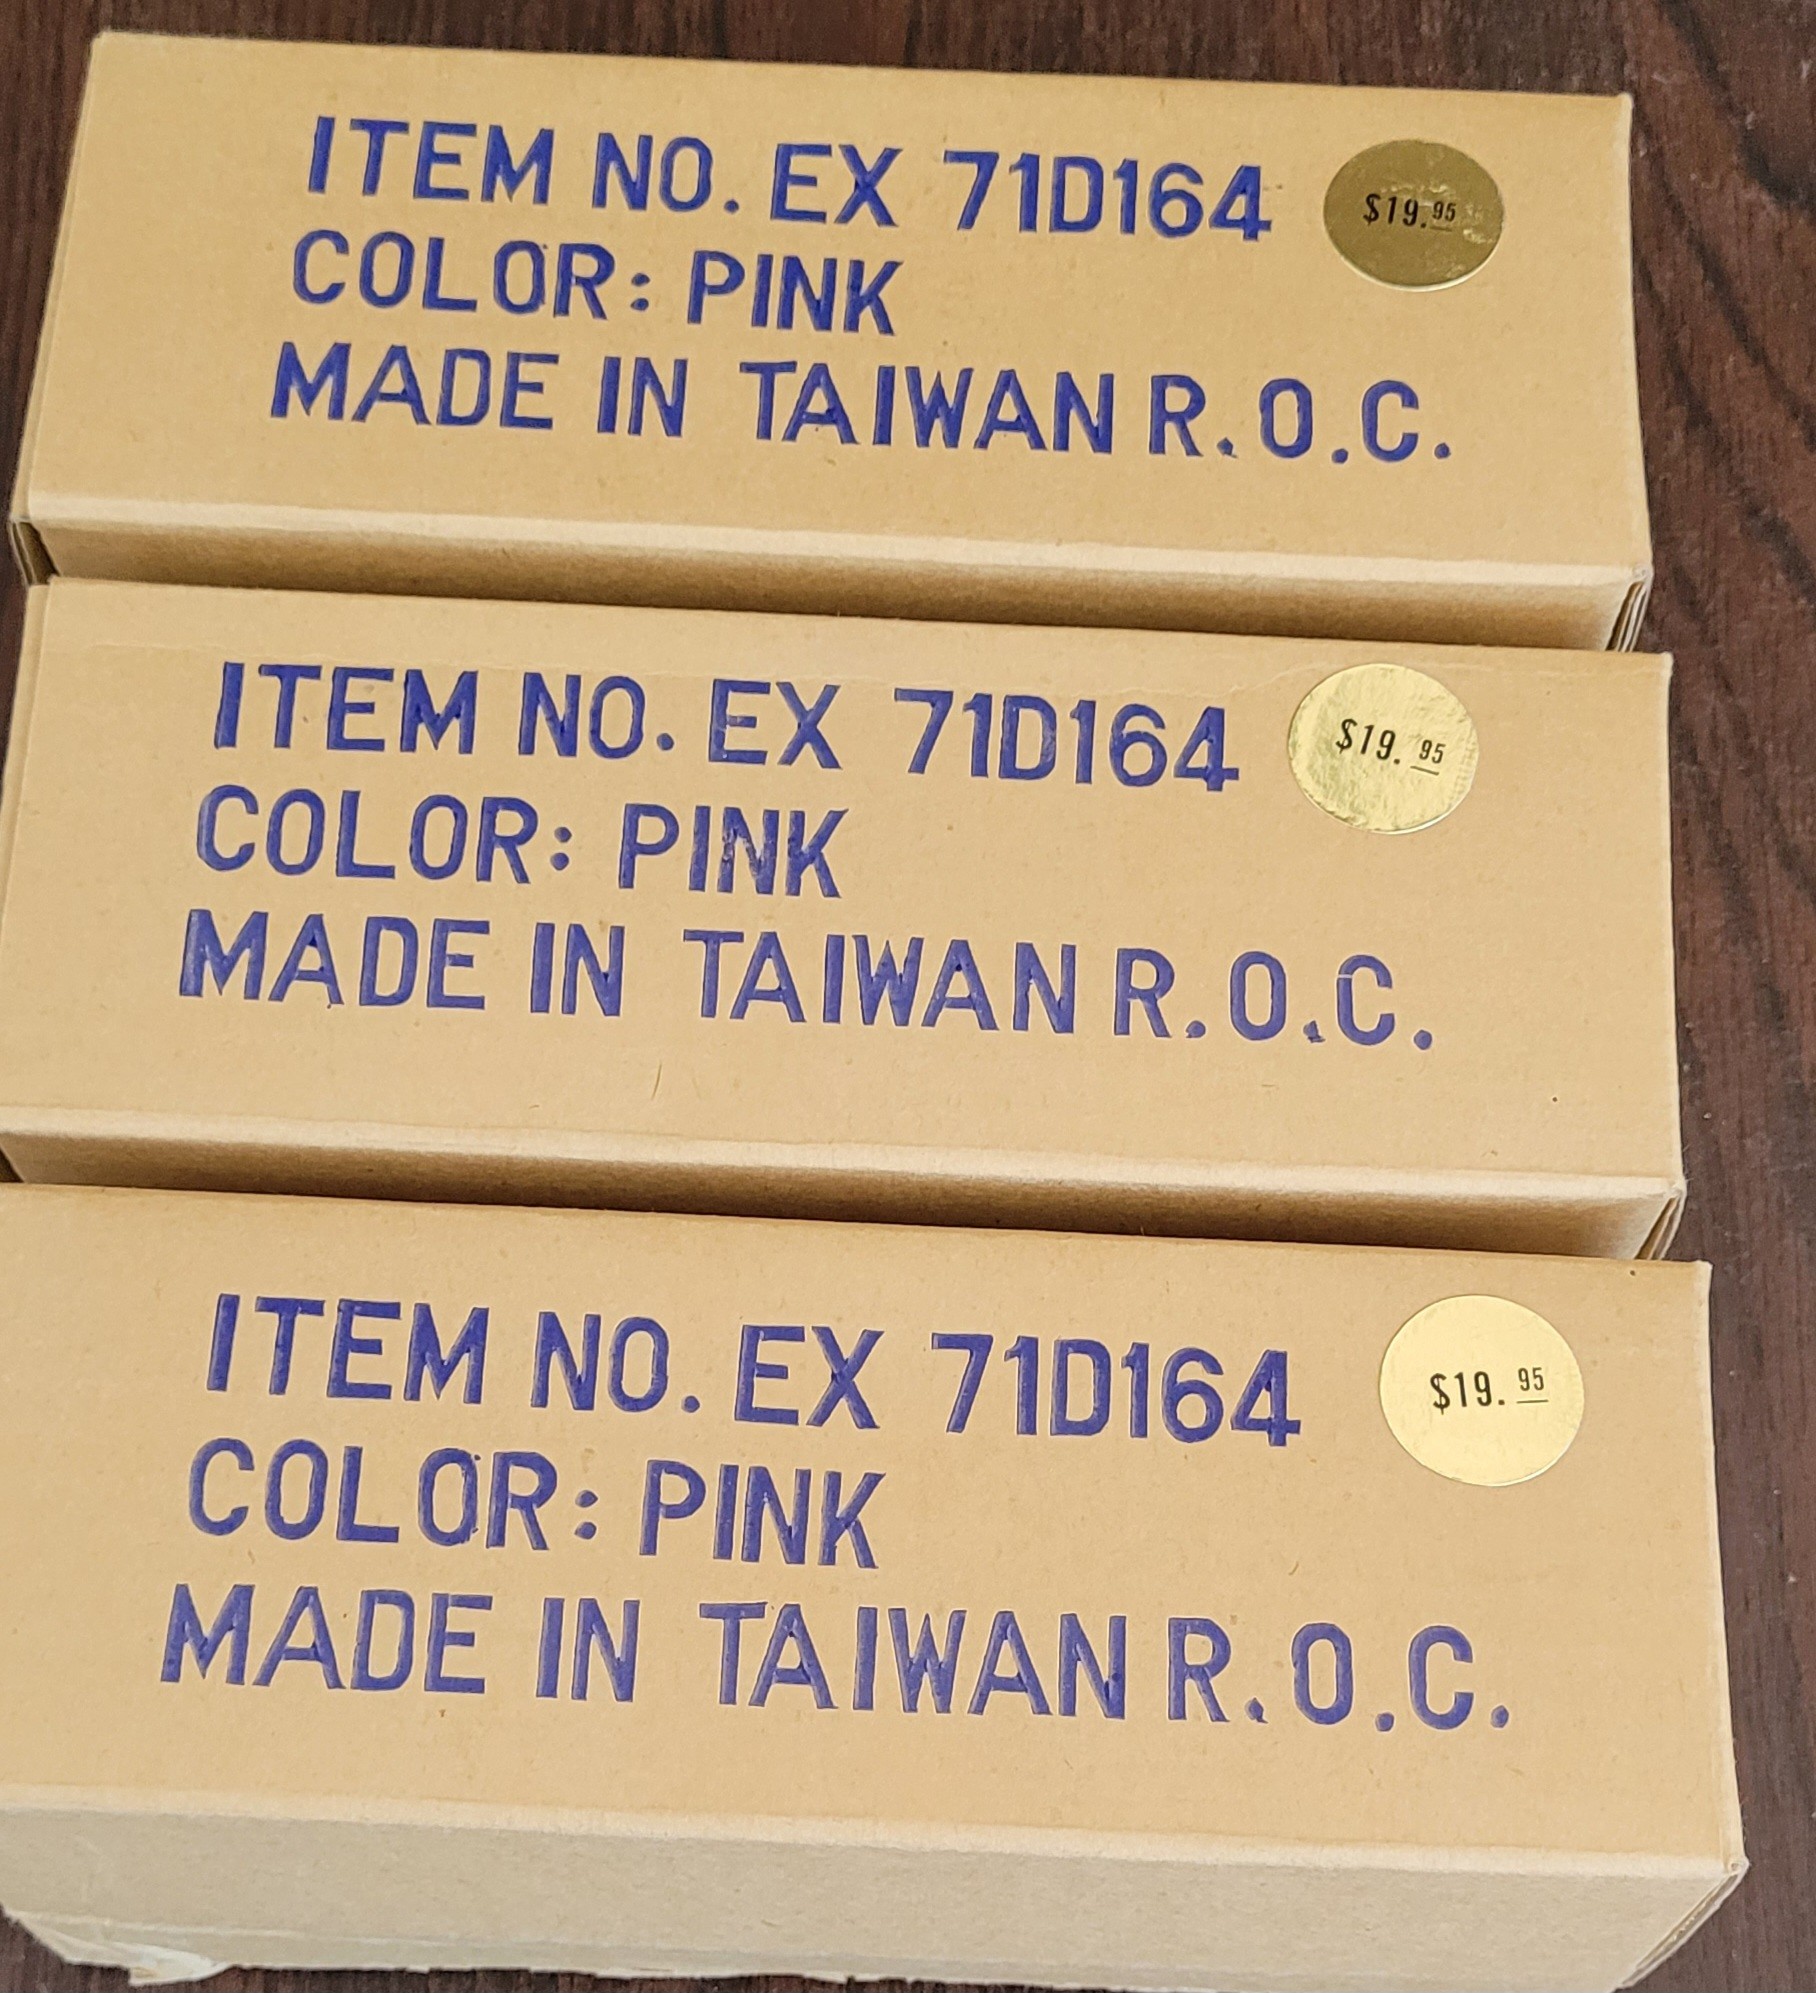 ITEM NO. EX 71D164
$19.95
COLOR: PINK
MADE IN TAIWAN R.O.C.
ITEM NO. EX 71D164
$19.95
COLOR: PINK
MADE IN TAIWAN R.O.C.
ITEM NO. EX 71D164
$19.95
COLOR: PINK
MADE IN TAIWAN R.O.C.